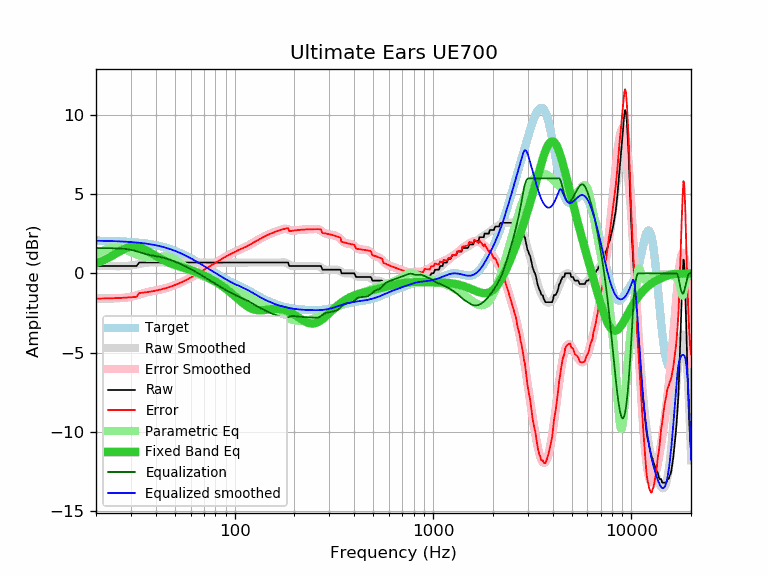 Ultimate Ears UE700
Amplitude (dBr)
10
5
0
−5
−10
−15
Target
Raw Smoothed
Error Smoothed
Raw
Error
Parametric Eq
Fixed Band Eq
Equalization
Equalized smoothed
100
1000
10000
Frequency (Hz)